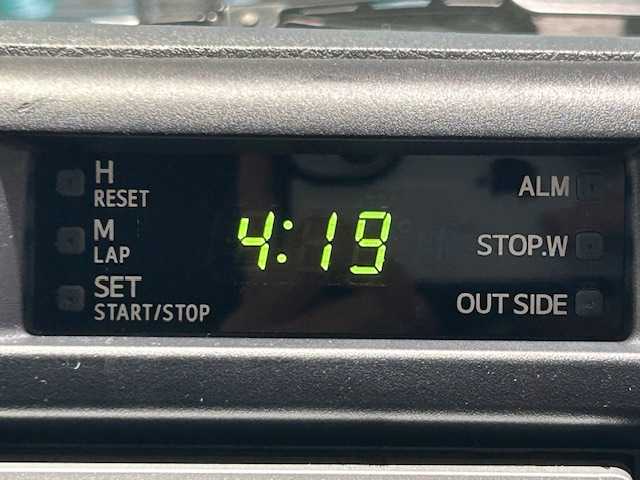 H
RESET
M
LAP
SET
START/STOP
4:19
ALM
STOP.W
OUT SIDE